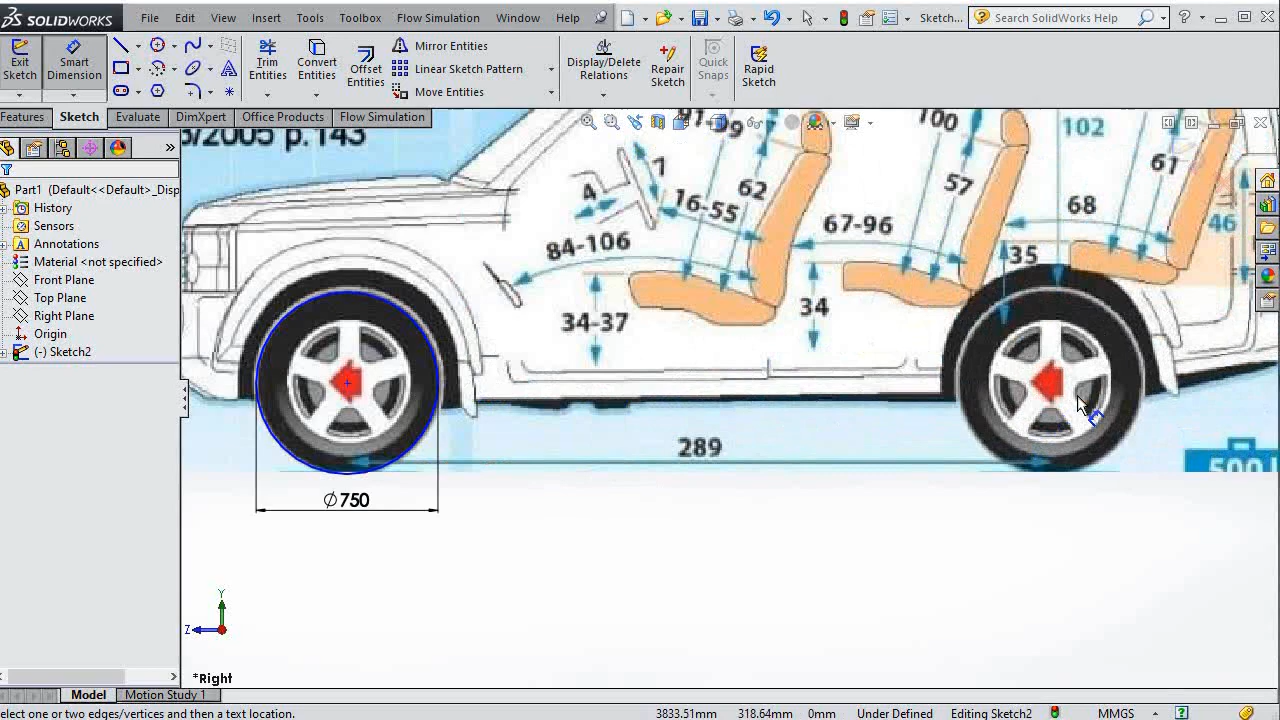 SOLIDWORKS
File Edit View Insert Tools Toolbox Flow Simulation Window Help
Sketch...
Search SolidWorks Help
Exit Sketch
Smart Dimension
Trim Entities
Convert Entities
Offset Entities
Mirror Entities
Linear Sketch Pattern
Move Entities
Display/Delete Relations
Repair Sketch
Quick Snaps
Rapid Sketch
Features Sketch Evaluate DimXpert Office Products Flow Simulation
/2005 p.143
Part1 (Default<<Default>_Disp
History
Sensors
Annotations
Material <not specified>
Front Plane
Top Plane
Right Plane
Origin
(-) Sketch2
100
102
7
4
16-55
62
57
61
84-106
67-96
68
46
35
34-37
34
289
500
⌀750
Y
Z
*Right
Model Motion Study 1
elect one or two edges/vertices and then a text location.
3833.51mm 318.64mm 0mm Under Defined Editing Sketch2 MMGS